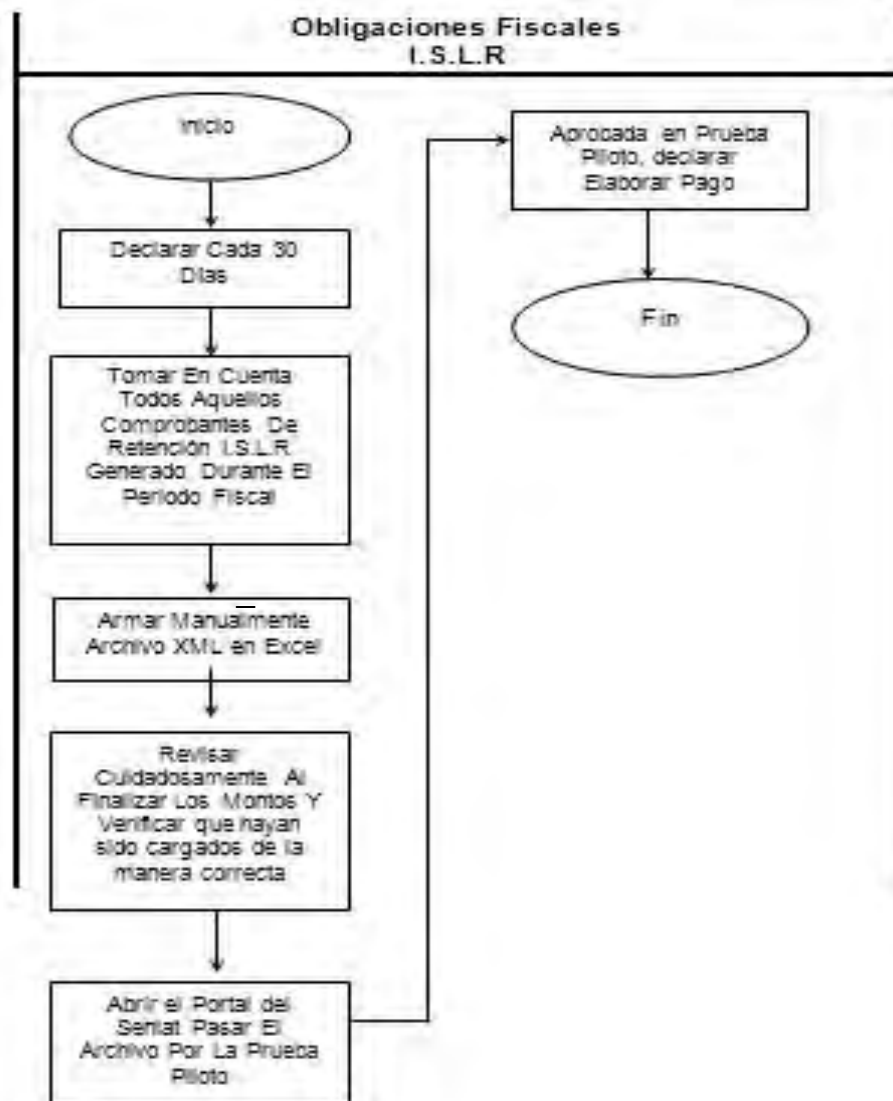 Obligaciones Fiscales
I.S.L.R
Inicio
Declarar Cada 30
Dias
Tomar En Cuenta
Todos Aquellos
Comprobantes De
Retención I.S.L.R
Generado Durante El
Periodo Fiscal
Armar Manualmente
Archivo XML en Excel
Revisar
Cuidadosamente Al
Finalizar Los Montos Y
Verificar que hayan
sido cargados de la
manera correcta
Abrir el Portal del
Seniat Pasar El
Archivo Por La Prueba
Piloto
Aprobada en Prueba
Piloto, declarar
Elaborar Pago
Fin